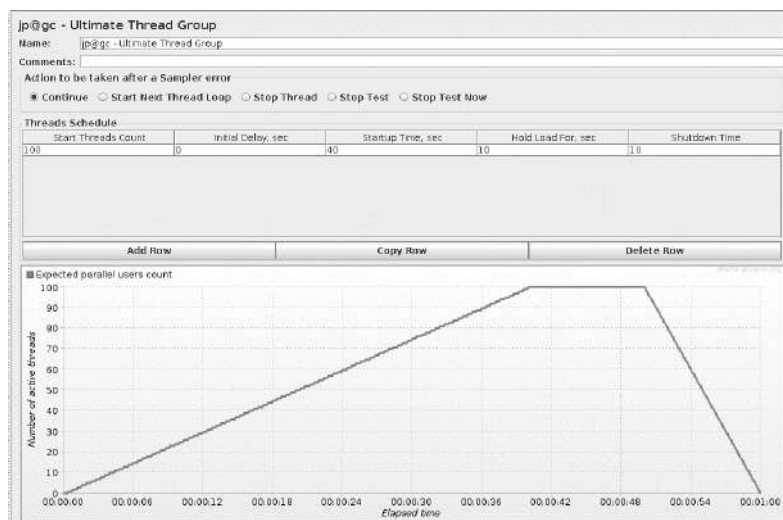 jp@gc - Ultimate Thread Group
Name: jp@gc - Ultimate Thread Group
Comments:
Action to be taken after a Sampler error
Continue Start Next Thread Loop Stop Thread Stop Test Stop Test Now
Threads Schedule
Start Threads Count Initial Delay, sec Startup Time, sec Hold Load For, sec Shutdown Time
100 0 40 10 10
Add Row Copy Row Delete Row
Expected parallel users count
100
90
80
70
60
50
40
30
20
10
0
Number of active threads
00:00:00 00:00:06 00:00:12 00:00:18 00:00:24 00:00:30 00:00:36 00:00:42 00:00:48 00:00:54 00:01:00
Elapsed time